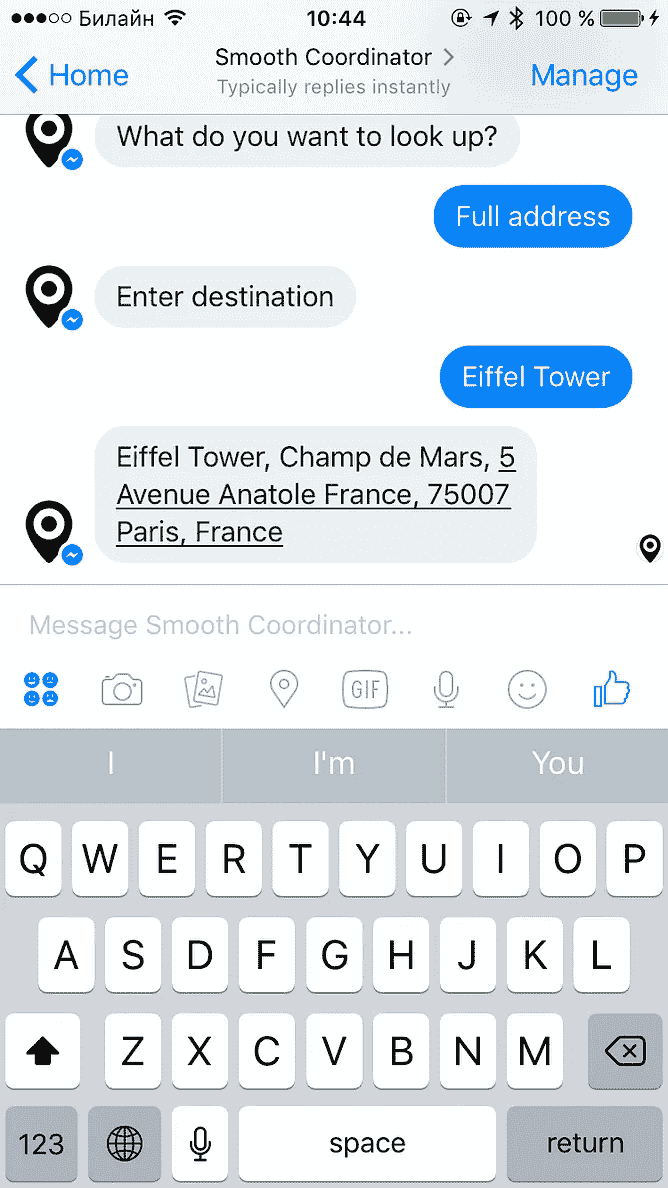 Билайн 10:44 100 %
Home Smooth Coordinator Manage
Typically replies instantly
What do you want to look up?
Full address
Enter destination
Eiffel Tower
Eiffel Tower, Champ de Mars, 5
Avenue Anatole France, 75007
Paris, France
Message Smooth Coordinator...
GIF
I I'm You
Q W E R T Y U I O P
A S D F G H J K L
Z X C V B N M
123 space return